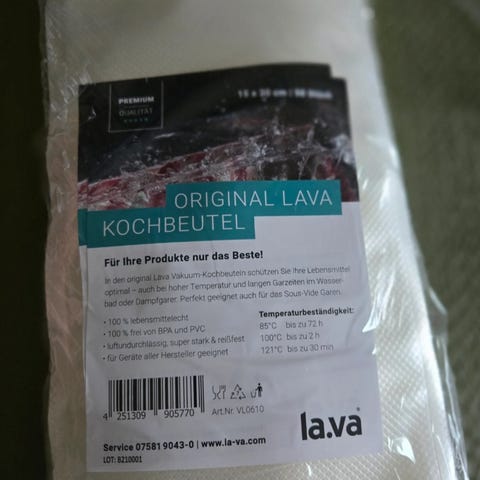 PREMIUM
QUALITÄT
15 x 30 cm
ORIGINAL LAVA
KOCHBEUTEL
Für Ihre Produkte nur das Beste!
In den original Lava Vakuum-Kochbeuteln schützen Sie Ihre Lebensmittel
optimal – auch bei hoher Temperatur und langen Garzeiten im Wasser-
bad oder Dampfgarer. Perfekt geeignet auch für das Sous-Vide Garen.
• 100 % lebensmittelecht
• 100 % frei von BPA und PVC
• luftundurchlässig, super stark & reißfest
• für Geräte aller Hersteller geeignet
Temperaturbeständigkeit:
85°C bis zu 72 h
100°C bis zu 2 h
121°C bis zu 30 min
4 251309 905770
Art.Nr. VL0610
la.va®
Service 07581 9043-0 | www.la-va.com
LOT: 8210001